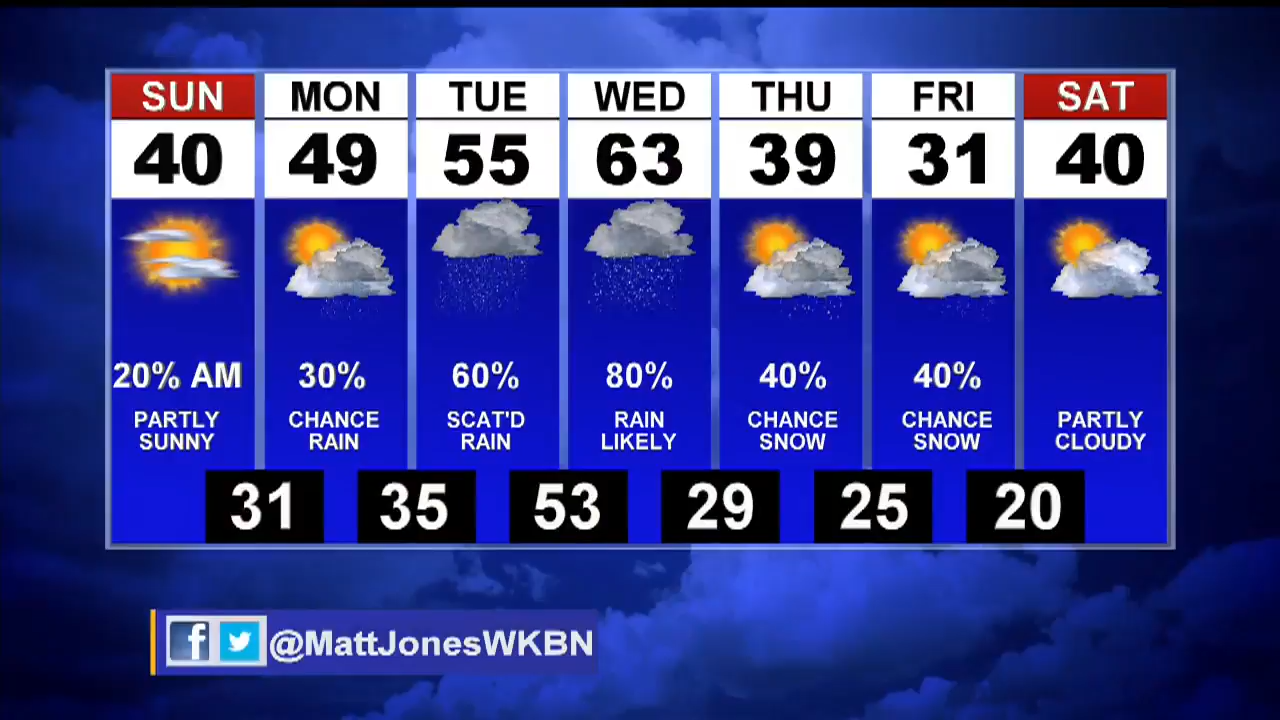 SUN MON TUE WED THU FRI SAT
40 49 55 63 39 31 40
20% AM 30% 60% 80% 40% 40%
PARTLY CHANCE SCAT'D RAIN CHANCE CHANCE PARTLY
SUNNY RAIN RAIN LIKELY SNOW SNOW CLOUDY
31 35 53 29 25 20
f @MattJonesWKBN